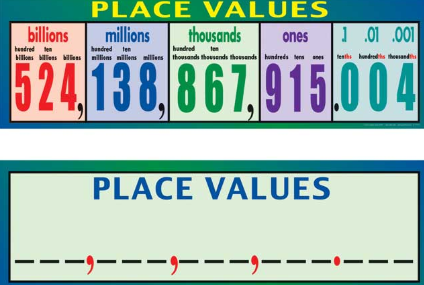 PLACE VALUES
billions millions thousands ones .1 .01 .001
hundred ten hundred ten hundred ten
billions billions billions millions millions millions thousands thousands thousands hundreds tens ones tenths hundredths thousandths
524,138,867,915.004
PLACE VALUES
_ _ _ , _ _ _ , _ _ _ , _ _ _ . _ _ _